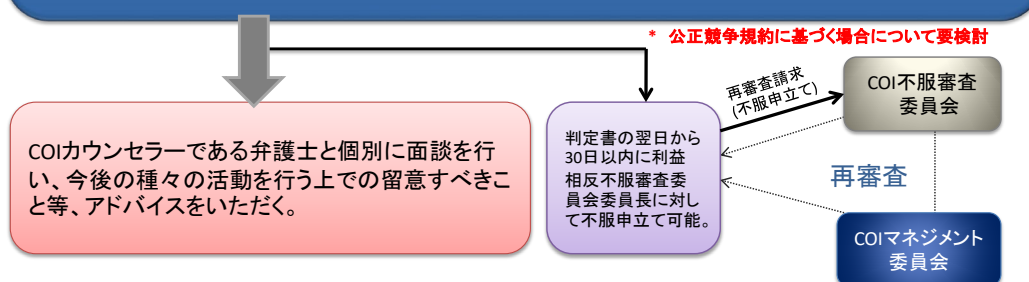 * 公正競争規約に基づく場合について要検討
再審査請求
(不服申立て)
COI不服審査
委員会
COIカウンセラーである弁護士と個別に面談を行
い、今後の種々の活動を行う上での留意すべきこ
と等、アドバイスをいただく。
判定書の翌日から
30日以内に利益
相反不服審査委
員会委員長に対し
て不服申立て可能。
再審査
COIマネジメント
委員会